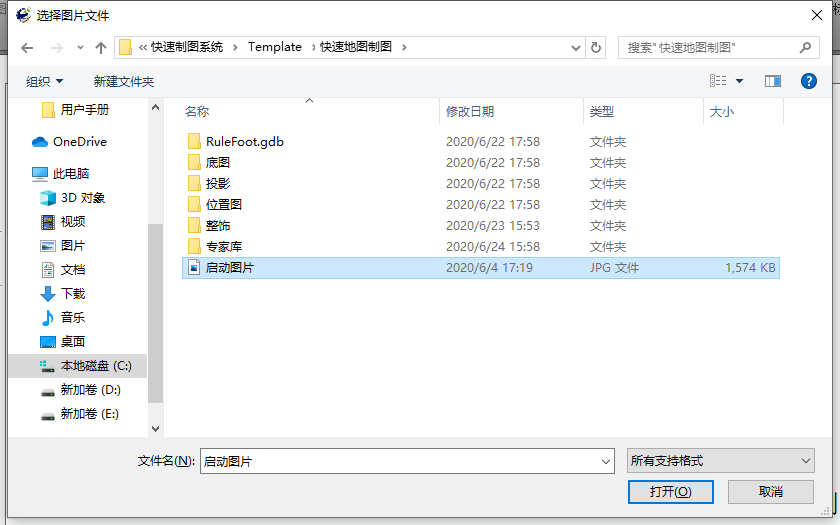 选择图片文件
« 快速制图系统 › Template › 快速地图制图 ›
搜索"快速地图制图"
组织 新建文件夹
名称 修改日期 类型 大小
用户手册
OneDrive
此电脑
3D 对象
视频
图片
文档
下载
音乐
桌面
本地磁盘 (C:)
新加卷 (D:)
新加卷 (E:)
RuleFoot.gdb 2020/6/22 17:58 文件夹
底图 2020/6/22 17:58 文件夹
投影 2020/6/22 17:58 文件夹
位置图 2020/6/22 17:58 文件夹
整饰 2020/6/23 15:53 文件夹
专家库 2020/6/24 15:58 文件夹
启动图片 2020/6/4 17:19 JPG 文件 1,574 KB
文件名(N): 启动图片 所有支持格式
打开(O) 取消